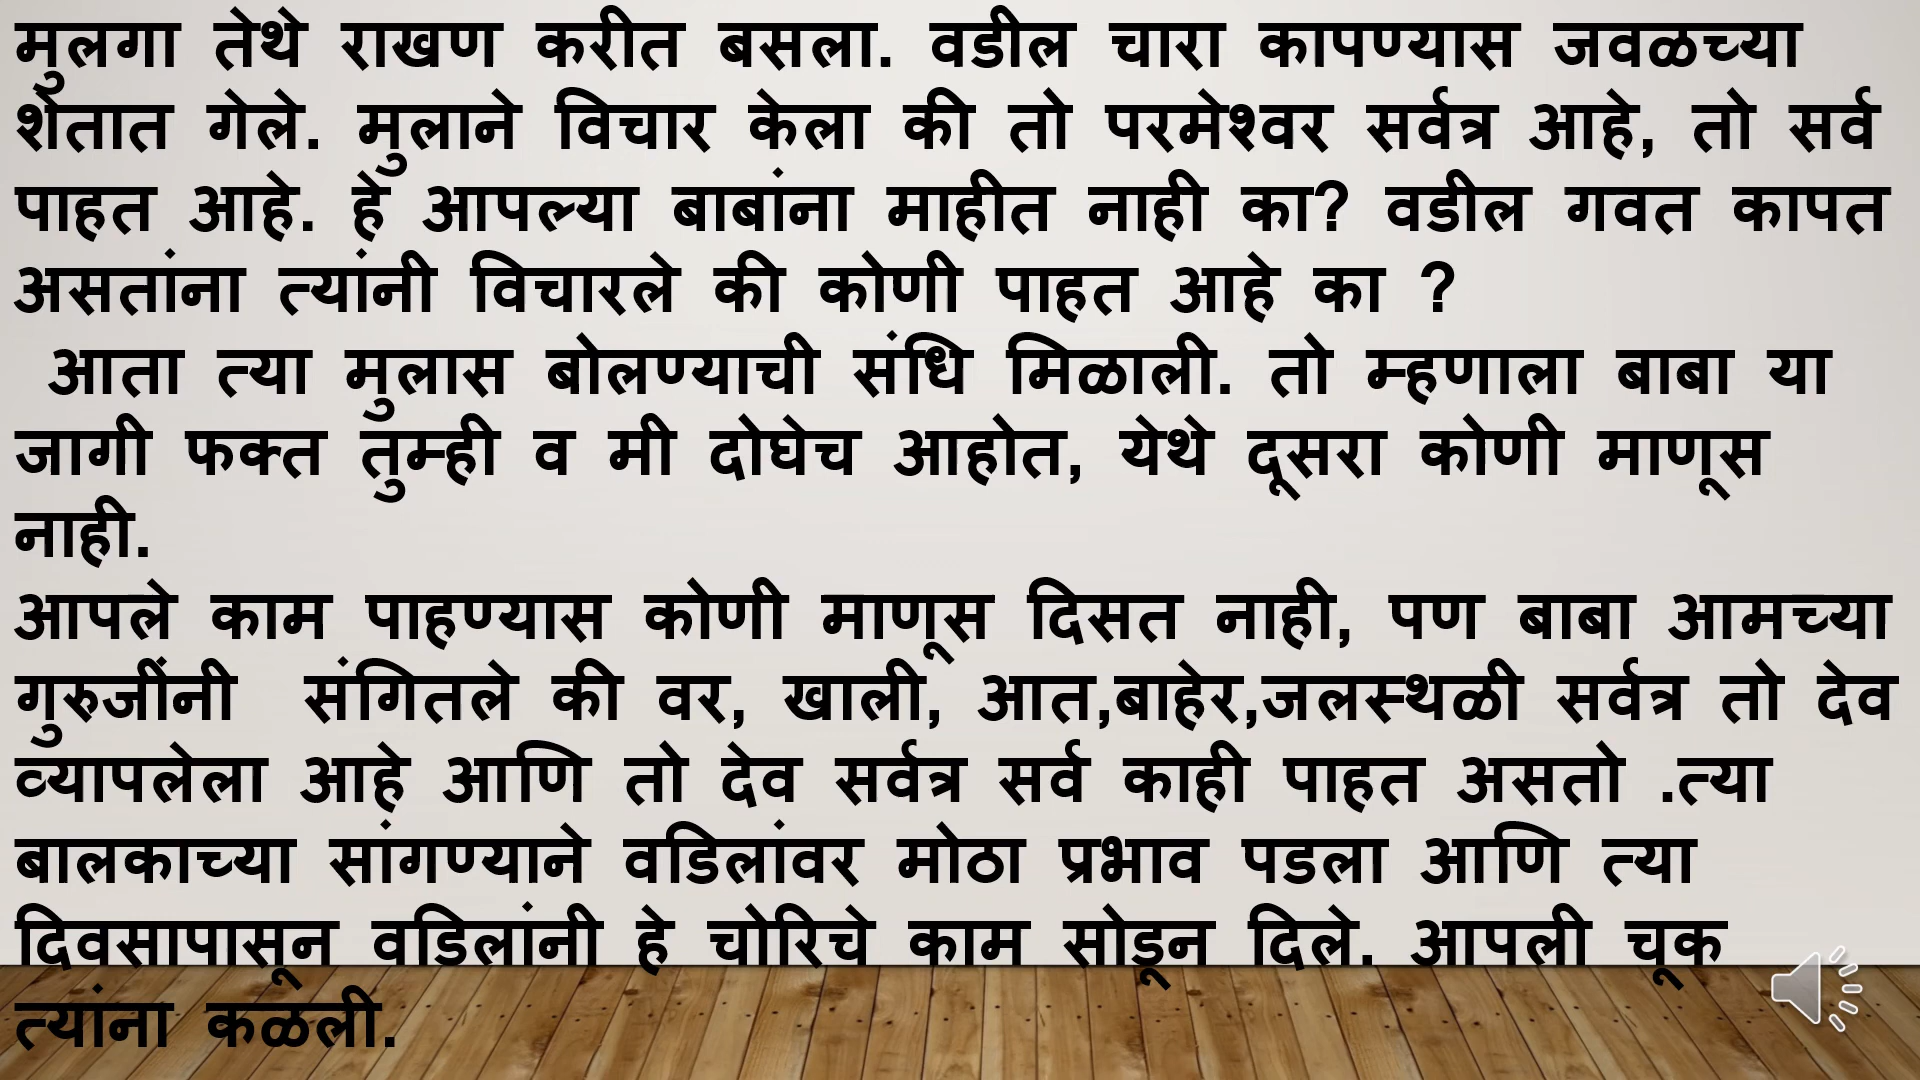 मुलगा तेथे राखण करीत बसला. वडील चारा कापण्यास जवळच्या
शेतात गेले. मुलाने विचार केला की तो परमेश्वर सर्वत्र आहे, तो सर्व
पाहत आहे. हे आपल्या बाबांना माहीत नाही का? वडील गवत कापत
असतांना त्यांनी विचारले की कोणी पाहत आहे का ?
आता त्या मुलास बोलण्याची संधि मिळाली. तो म्हणाला बाबा या
जागी फक्त तुम्ही व मी दोघेच आहोत, येथे दूसरा कोणी माणूस
नाही.
आपले काम पाहण्यास कोणी माणूस दिसत नाही, पण बाबा आमच्या
गुरुजींनी संगितले की वर, खाली, आत,बाहेर,जलस्थळी सर्वत्र तो देव
व्यापलेला आहे आणि तो देव सर्वत्र सर्व काही पाहत असतो .त्या
बालकाच्या सांगण्याने वडिलांवर मोठा प्रभाव पडला आणि त्या
दिवसापासून वडिलांनी हे चोरिचे काम सोडून दिले. आपली चूक
त्यांना कळली.